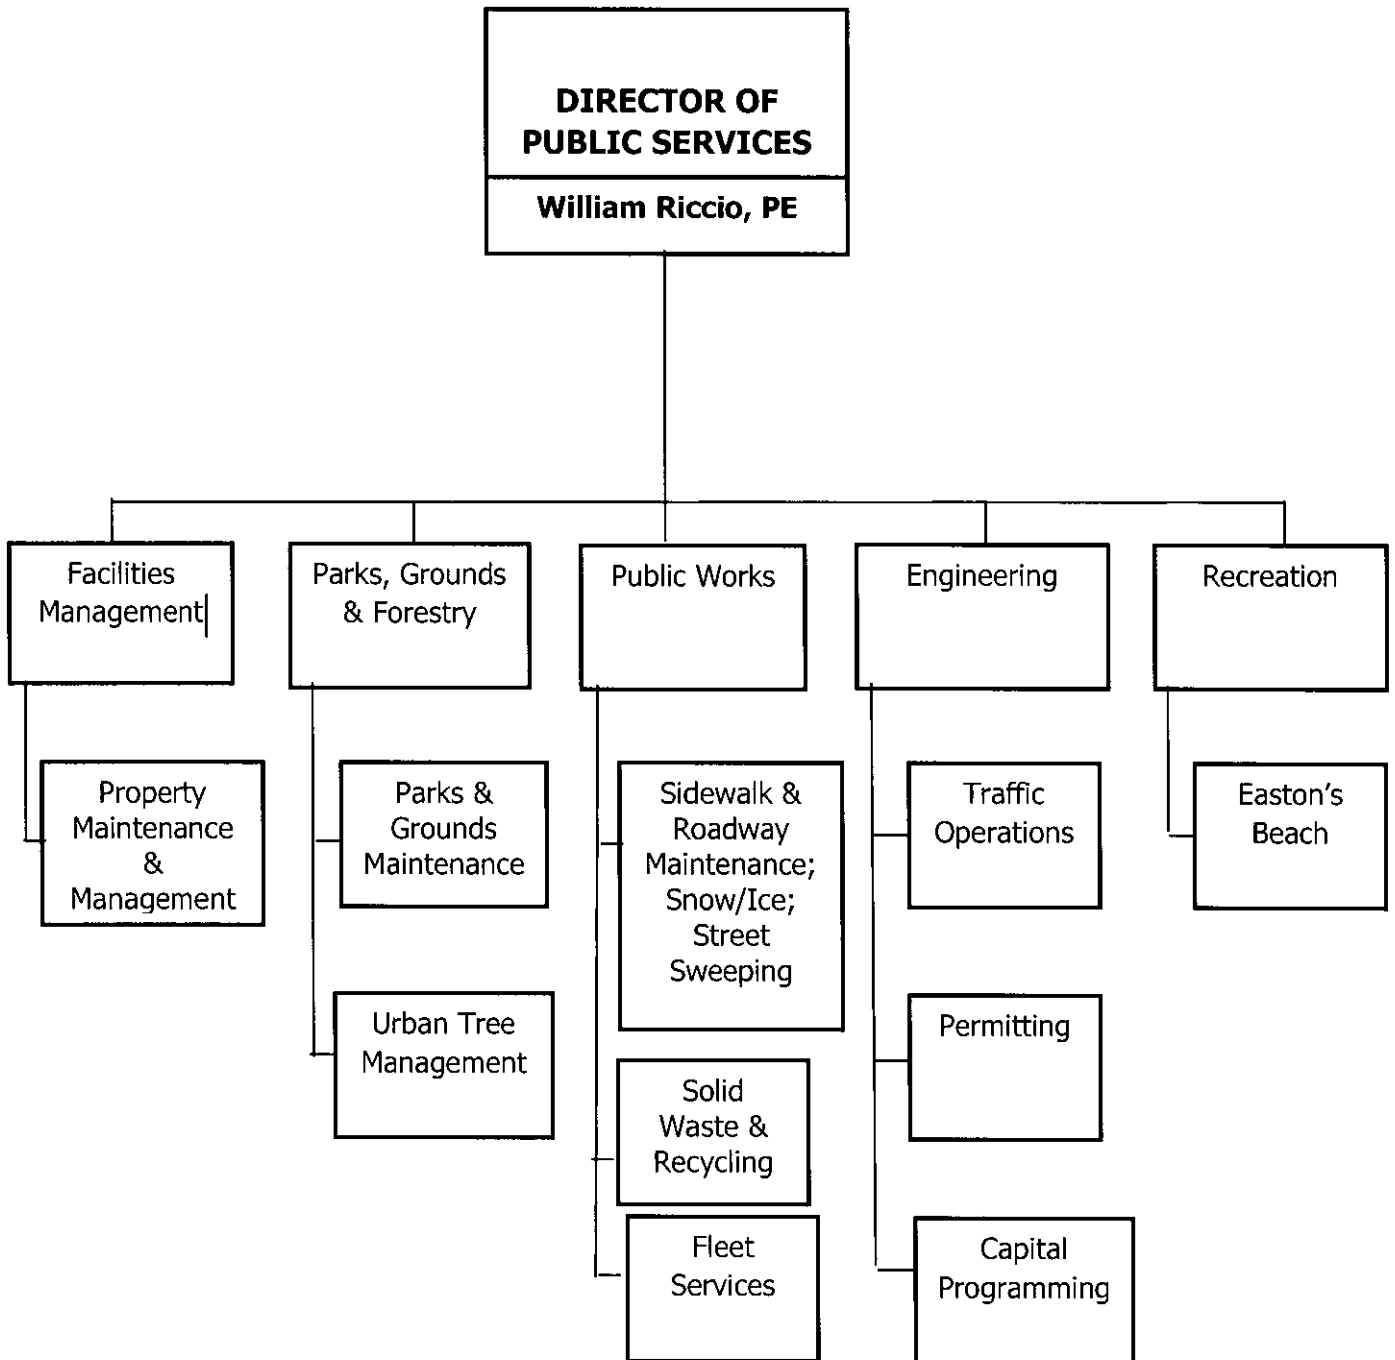 DIRECTOR OF
PUBLIC SERVICES
William Riccio, PE
Facilities
Management
Parks, Grounds
& Forestry
Public Works
Engineering
Recreation
Property
Maintenance
&
Management
Parks &
Grounds
Maintenance
Sidewalk &
Roadway
Maintenance;
Snow/Ice;
Street
Sweeping
Traffic
Operations
Easton's
Beach
Urban Tree
Management
Permitting
Solid
Waste &
Recycling
Fleet
Services
Capital
Programming